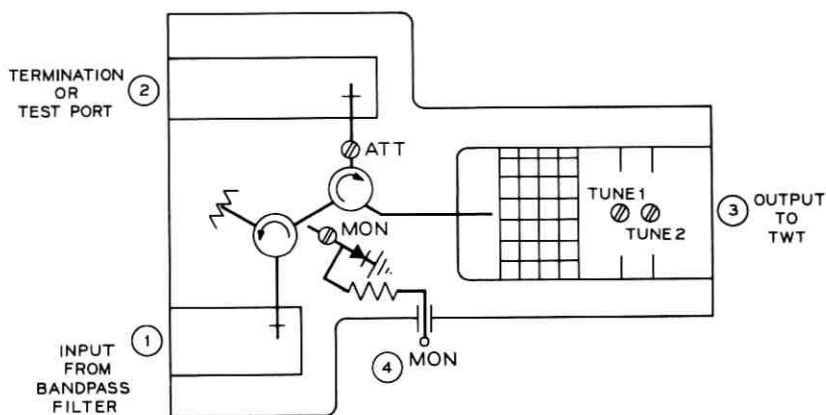 TERMINATION
OR
TEST PORT
2
ATT
TUNE 1
TUNE 2
3
OUTPUT
TO
TWT
MON
1
INPUT
FROM
BANDPASS
FILTER
4
MON